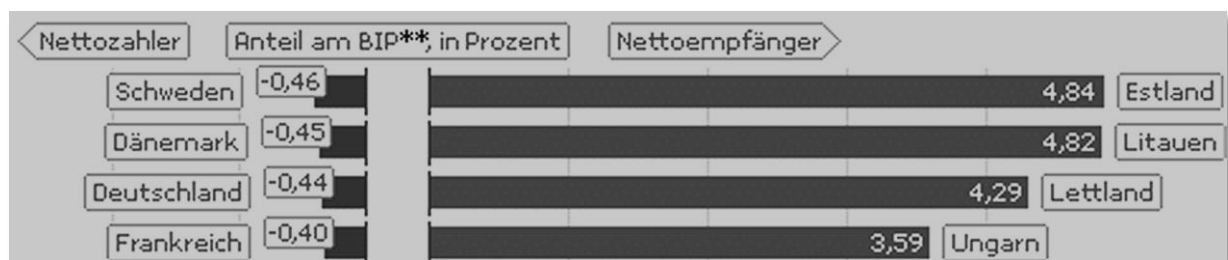 Nettozahler Anteil am BIP**, in Prozent Nettoempfänger
Schweden -0,46 4,84 Estland
Dänemark -0,45 4,82 Litauen
Deutschland -0,44 4,29 Lettland
Frankreich -0,40 3,59 Ungarn